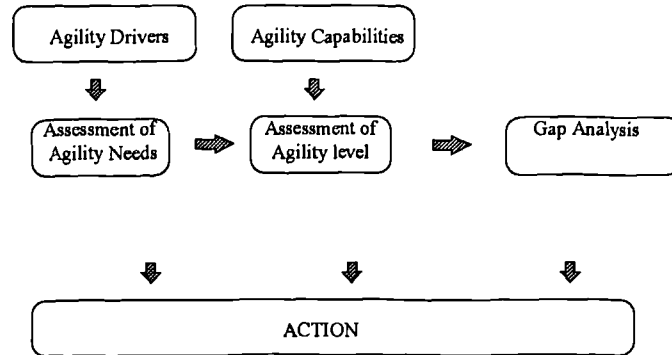 Agility Drivers
Agility Capabilities
Assessment of
Agility Needs
Assessment of
Agility level
Gap Analysis
ACTION